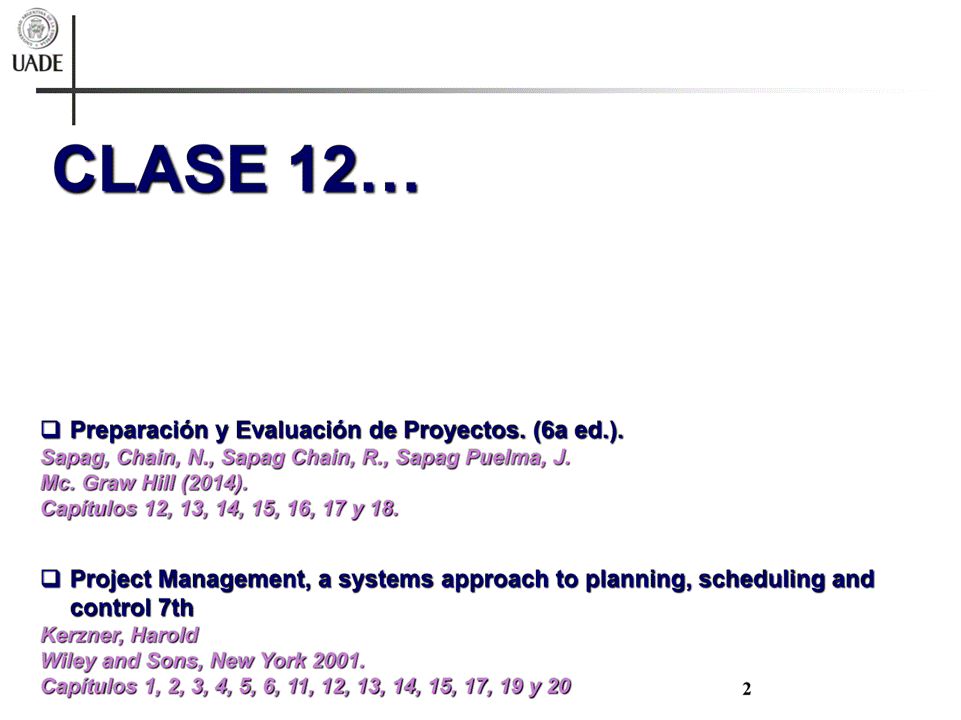 UADE
CLASE 12…
❑ Preparación y Evaluación de Proyectos. (6a ed.).
Sapag, Chain, N., Sapag Chain, R., Sapag Puelma, J.
Mc. Graw Hill (2014).
Capítulos 12, 13, 14, 15, 16, 17 y 18.
❑ Project Management, a systems approach to planning, scheduling and
control 7th
Kerzner, Harold
Wiley and Sons, New York 2001.
Capítulos 1, 2, 3, 4, 5, 6, 11, 12, 13, 14, 15, 17, 19 y 20
2